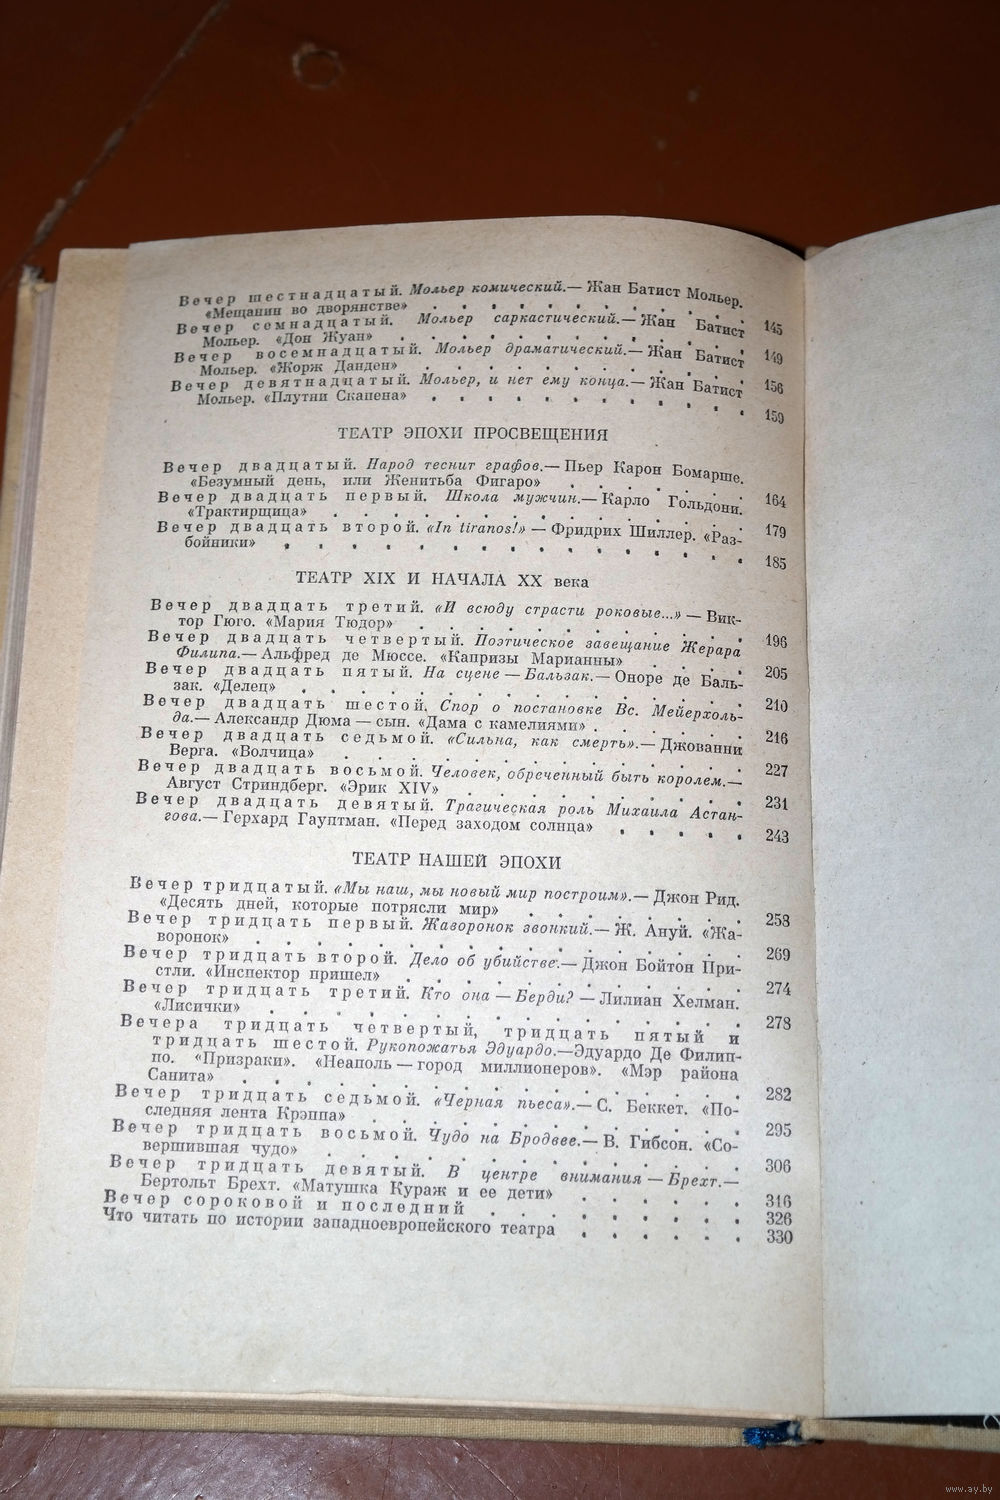 Вечер шестнадцатый. Мольер комический.— Жан Батист Мольер.
«Мещанин во дворянстве» . . . . . . . . . . . 145
Вечер семнадцатый. Мольер саркастический.— Жан Батист
Мольер. «Дон Жуан» . . . . . . . . . . . . 149
Вечер восемнадцатый. Мольер драматический.— Жан Батист
Мольер. «Жорж Данден» . . . . . . . . . . . 156
Вечер девятнадцатый. Мольер, и нет ему конца.— Жан Батист
Мольер. «Плутни Скапена» . . . . . . . . . . . 159
ТЕАТР ЭПОХИ ПРОСВЕЩЕНИЯ
Вечер двадцатый. Народ теснит графов.— Пьер Карон Бомарше.
«Безумный день, или Женитьба Фигаро» . . . . . . . 164
Вечер двадцать первый. Школа мужчин.— Карло Гольдони.
«Трактирщица» . . . . . . . . . . . . . . 179
Вечер двадцать второй. «In tiranos!» — Фридрих Шиллер. «Раз-
бойники» . . . . . . . . . . . . . . . . 185
ТЕАТР XIX И НАЧАЛА XX века
Вечер двадцать третий. «И всюду страсти роковые...» — Вик-
тор Гюго. «Мария Тюдор» . . . . . . . . . . . 196
Вечер двадцать четвертый. Поэтическое завещание Жерара
Филипа.— Альфред де Мюссе. «Капризы Марианны» . . . . 205
Вечер двадцать пятый. На сцене — Бальзак.— Оноре де Баль-
зак. «Делец» . . . . . . . . . . . . . . . 210
Вечер двадцать шестой. Спор о постановке Вс. Мейерхоль-
да.— Александр Дюма — сын. «Дама с камелиями» . . . . . 216
Вечер двадцать седьмой. «Сильна, как смерть».— Джованни
Верга. «Волчица» . . . . . . . . . . . . . . 227
Вечер двадцать восьмой. Человек, обреченный быть королем.—
Август Стриндберг. «Эрик XIV» . . . . . . . . . . 231
Вечер двадцать девятый. Трагическая роль Михаила Астан-
гова.— Герхард Гауптман. «Перед заходом солнца» . . . . . 243
ТЕАТР НАШЕЙ ЭПОХИ
Вечер тридцатый. «Мы наш, мы новый мир построим».— Джон Рид.
«Десять дней, которые потрясли мир» . . . . . . . . 258
Вечер тридцать первый. Жаворонок звонкий.— Ж. Ануй. «Жа-
воронок» . . . . . . . . . . . . . . . . . 269
Вечер тридцать второй. Дело об убийстве.— Джон Бойтон При-
стли. «Инспектор пришел» . . . . . . . . . . . . 274
Вечер тридцать третий. Кто она — Берди? — Лилиан Хелман.
«Лисички» . . . . . . . . . . . . . . . . 278
Вечера тридцать четвертый, тридцать пятый и
тридцать шестой. Рукопожатья Эдуардо.—Эдуардо Де Филип-
по. «Призраки». «Неаполь — город миллионеров». «Мэр района
Санита» . . . . . . . . . . . . . . . . . 282
Вечер тридцать седьмой. «Черная пьеса».— С. Беккет. «По-
следняя лента Крэппа» . . . . . . . . . . . . . 295
Вечер тридцать восьмой. Чудо на Бродвее.— В. Гибсон. «Со-
вершившая чудо» . . . . . . . . . . . . . . 306
Вечер тридцать девятый. В центре внимания — Брехт.—
Бертольт Брехт. «Матушка Кураж и ее дети» . . . . . . 316
Вечер сороковой и последний . . . . . . . . . 326
Что читать по истории западноевропейского театра . . . . . . 330
www.ay.by